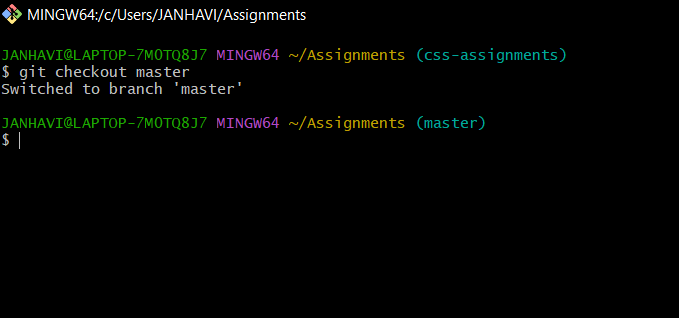 MINGW64:/c/Users/JANHAVI/Assignments
JANHAVI@LAPTOP-7M0TQ8J7 MINGW64 ~/Assignments (css-assignments)
$ git checkout master
Switched to branch 'master'
JANHAVI@LAPTOP-7M0TQ8J7 MINGW64 ~/Assignments (master)
$